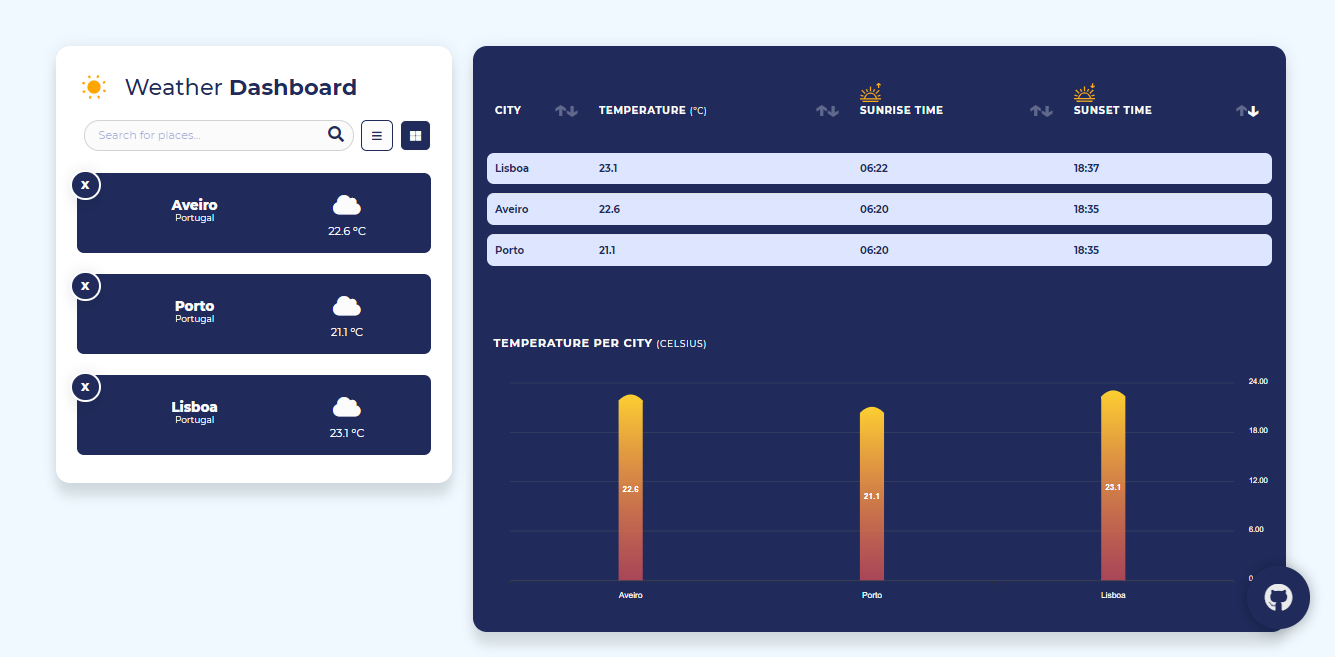 Weather Dashboard
Search for places...
X
Aveiro
Portugal
22.6 ºC
X
Porto
Portugal
21.1 ºC
X
Lisboa
Portugal
23.1 ºC
CITY TEMPERATURE (ºC) SUNRISE TIME SUNSET TIME
Lisboa 23.1 06:22 18:37
Aveiro 22.6 06:20 18:35
Porto 21.1 06:20 18:35
TEMPERATURE PER CITY (CELSIUS)
24.00
18.00
12.00
6.00
0
22.6 21.1 23.1
Aveiro Porto Lisboa